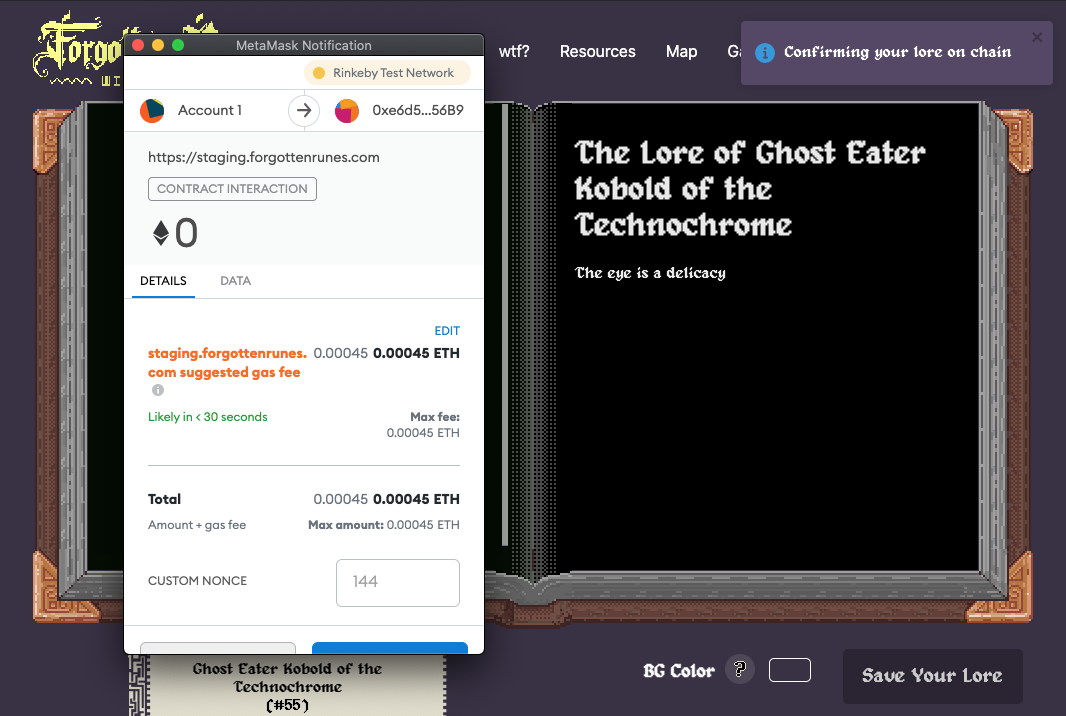 Forgo
WI
wtf?
Resources
Map
Ga
Confirming your lore on chain
MetaMask Notification
Rinkeby Test Network
Account 1
0xe6d5...56B9
https://staging.forgottenrunes.com
CONTRACT INTERACTION
0
DETAILS
DATA
EDIT
staging.forgottenrunes. 0.00045 0.00045 ETH
com suggested gas fee
Likely in < 30 seconds
Max fee:
0.00045 ETH
Total 0.00045 0.00045 ETH
Amount + gas fee Max amount: 0.00045 ETH
CUSTOM NONCE
144
The Lore of Ghost Eater
Kobold of the
Technochrome
The eye is a delicacy
Ghost Eater Kobold of the
Technochrome
(#55)
BG Color
?
Save Your Lore